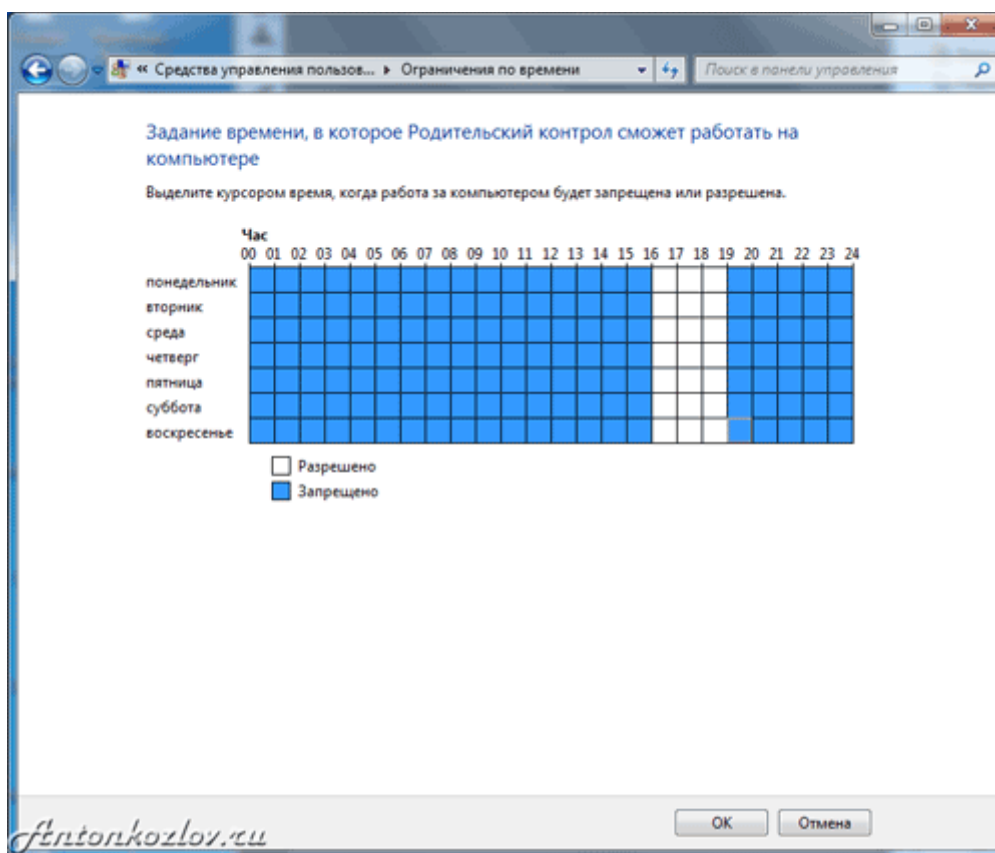 « Средства управления пользов... ▸ Ограничения по времени
Поиск в панели управления
Задание времени, в которое Родительский контрол сможет работать на
компьютере
Выделите курсором время, когда работа за компьютером будет запрещена или разрешена.
Час
00 01 02 03 04 05 06 07 08 09 10 11 12 13 14 15 16 17 18 19 20 21 22 23 24
понедельник
вторник
среда
четверг
пятница
суббота
воскресенье
Разрешено
Запрещено
ОК
Отмена
Antonkozlov.ru